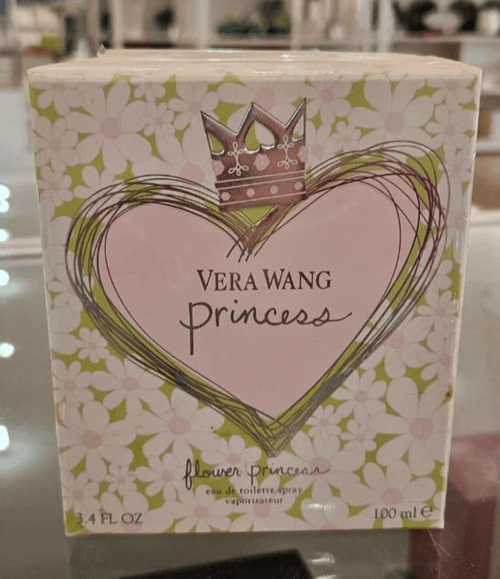 VERA WANG
princess
flower princess
eau de toilette spray
vaporisateur
3.4 FL OZ
100 ml e